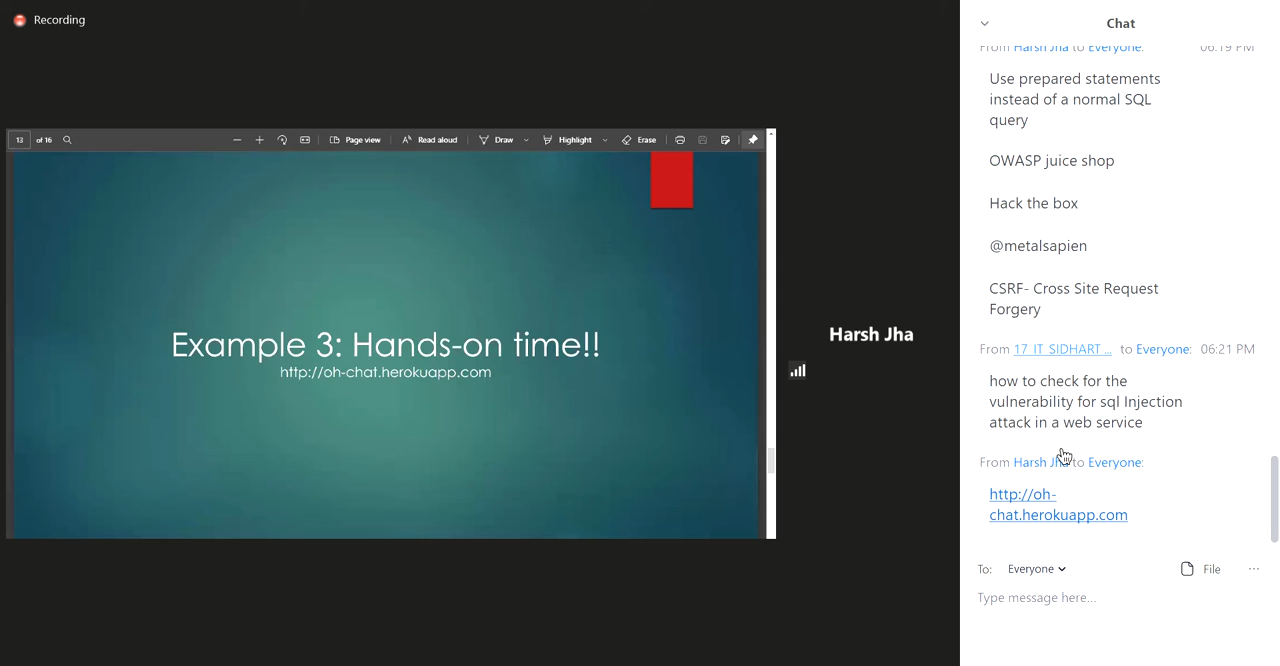 Recording
Chat
From Harsh Jha to Everyone: 06:19 PM
Use prepared statements
instead of a normal SQL
query
OWASP juice shop
Hack the box
@metalsapien
CSRF- Cross Site Request
Forgery
From 17_IT_SIDHART ... to Everyone: 06:21 PM
how to check for the
vulnerability for sql Injection
attack in a web service
From Harsh Jha to Everyone:
http://oh-
chat.herokuapp.com
To: Everyone File ...
Type message here...
13 of 16 Page view Read aloud Draw Highlight Erase
Example 3: Hands-on time!!
http://oh-chat.herokuapp.com
Harsh Jha